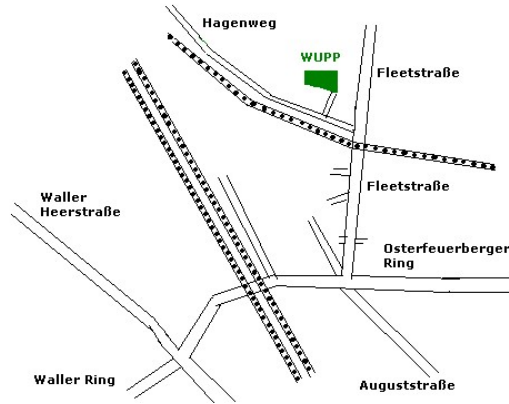 Hagenweg
WUPP
Fleetstraße
Fleetstraße
Waller
Heerstraße
Osterfeuerberger
Ring
Waller Ring
Auguststraße